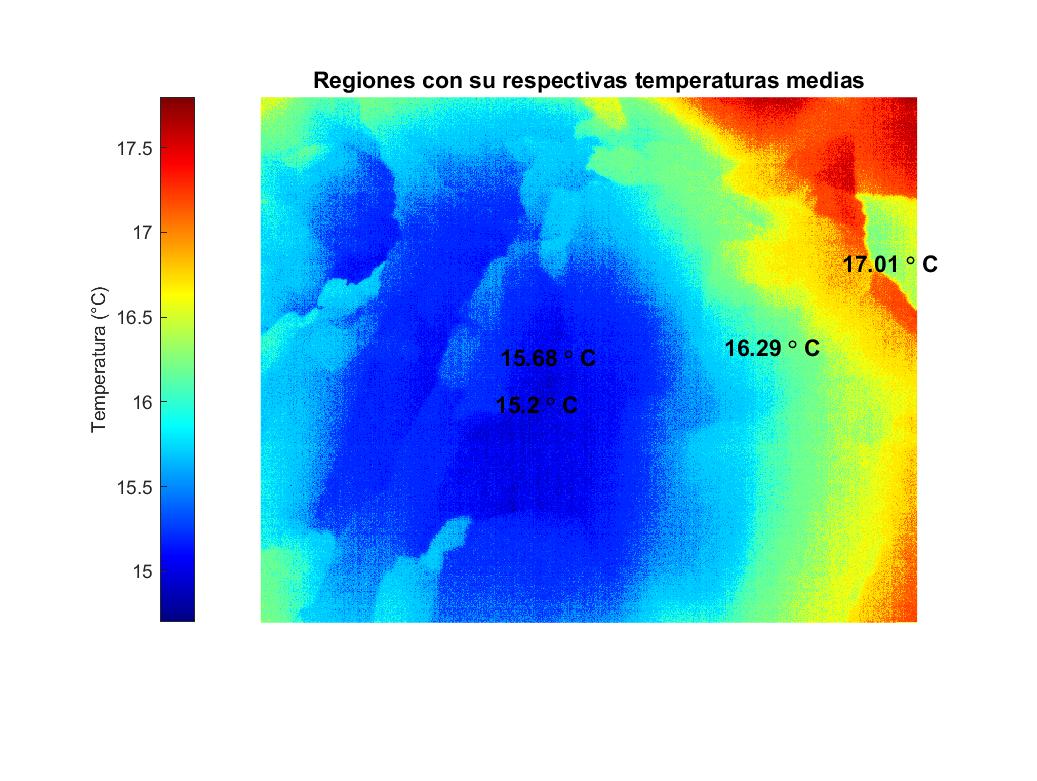 Regiones con su respectivas temperaturas medias
Temperatura (°C)
17.5
17
16.5
16
15.5
15
17.01 ° C
16.29 ° C
15.68 ° C
15.2 ° C